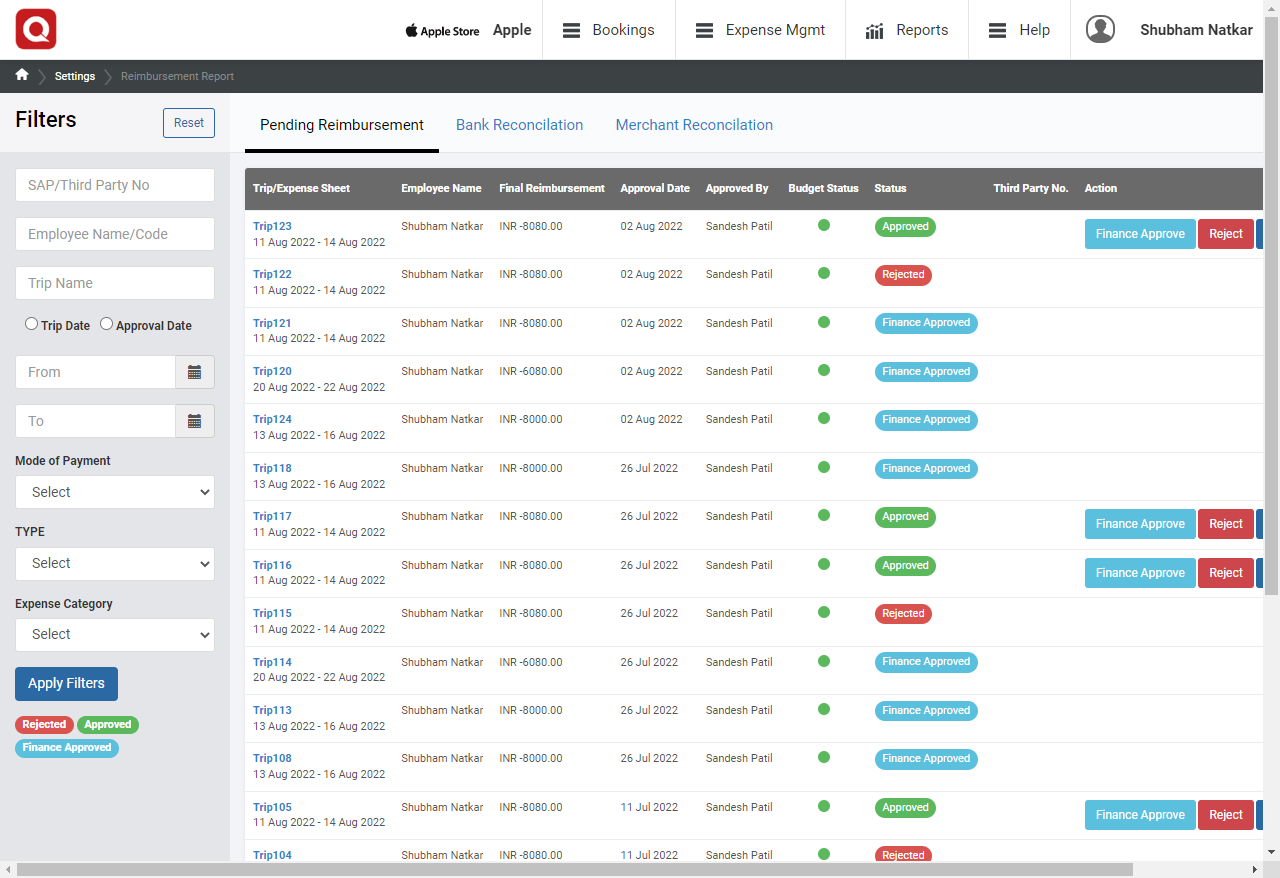 Apple Store Apple Bookings Expense Mgmt Reports Help Shubham Natkar
Settings Reimbursement Report
Filters Reset
SAP/Third Party No
Employee Name/Code
Trip Name
Trip Date Approval Date
From
To
Mode of Payment
Select
TYPE
Select
Expense Category
Select
Apply Filters
Rejected Approved
Finance Approved
Pending Reimbursement Bank Reconcilation Merchant Reconcilation
Trip/Expense Sheet Employee Name Final Reimbursement Approval Date Approved By Budget Status Status Third Party No. Action
Trip123 Shubham Natkar INR -8080.00 02 Aug 2022 Sandesh Patil Approved Finance Approve Reject
11 Aug 2022 - 14 Aug 2022
Trip122 Shubham Natkar INR -8080.00 02 Aug 2022 Sandesh Patil Rejected
11 Aug 2022 - 14 Aug 2022
Trip121 Shubham Natkar INR -8080.00 02 Aug 2022 Sandesh Patil Finance Approved
11 Aug 2022 - 14 Aug 2022
Trip120 Shubham Natkar INR -6080.00 02 Aug 2022 Sandesh Patil Finance Approved
20 Aug 2022 - 22 Aug 2022
Trip124 Shubham Natkar INR -8000.00 02 Aug 2022 Sandesh Patil Finance Approved
13 Aug 2022 - 16 Aug 2022
Trip118 Shubham Natkar INR -8000.00 26 Jul 2022 Sandesh Patil Finance Approved
13 Aug 2022 - 16 Aug 2022
Trip117 Shubham Natkar INR -8080.00 26 Jul 2022 Sandesh Patil Approved Finance Approve Reject
11 Aug 2022 - 14 Aug 2022
Trip116 Shubham Natkar INR -8080.00 26 Jul 2022 Sandesh Patil Approved Finance Approve Reject
11 Aug 2022 - 14 Aug 2022
Trip115 Shubham Natkar INR -8080.00 26 Jul 2022 Sandesh Patil Rejected
11 Aug 2022 - 14 Aug 2022
Trip114 Shubham Natkar INR -6080.00 26 Jul 2022 Sandesh Patil Finance Approved
20 Aug 2022 - 22 Aug 2022
Trip113 Shubham Natkar INR -8000.00 26 Jul 2022 Sandesh Patil Finance Approved
13 Aug 2022 - 16 Aug 2022
Trip108 Shubham Natkar INR -8000.00 26 Jul 2022 Sandesh Patil Finance Approved
13 Aug 2022 - 16 Aug 2022
Trip105 Shubham Natkar INR -8080.00 11 Jul 2022 Sandesh Patil Approved Finance Approve Reject
11 Aug 2022 - 14 Aug 2022
Trip104 Shubham Natkar INR -8080.00 11 Jul 2022 Sandesh Patil Rejected